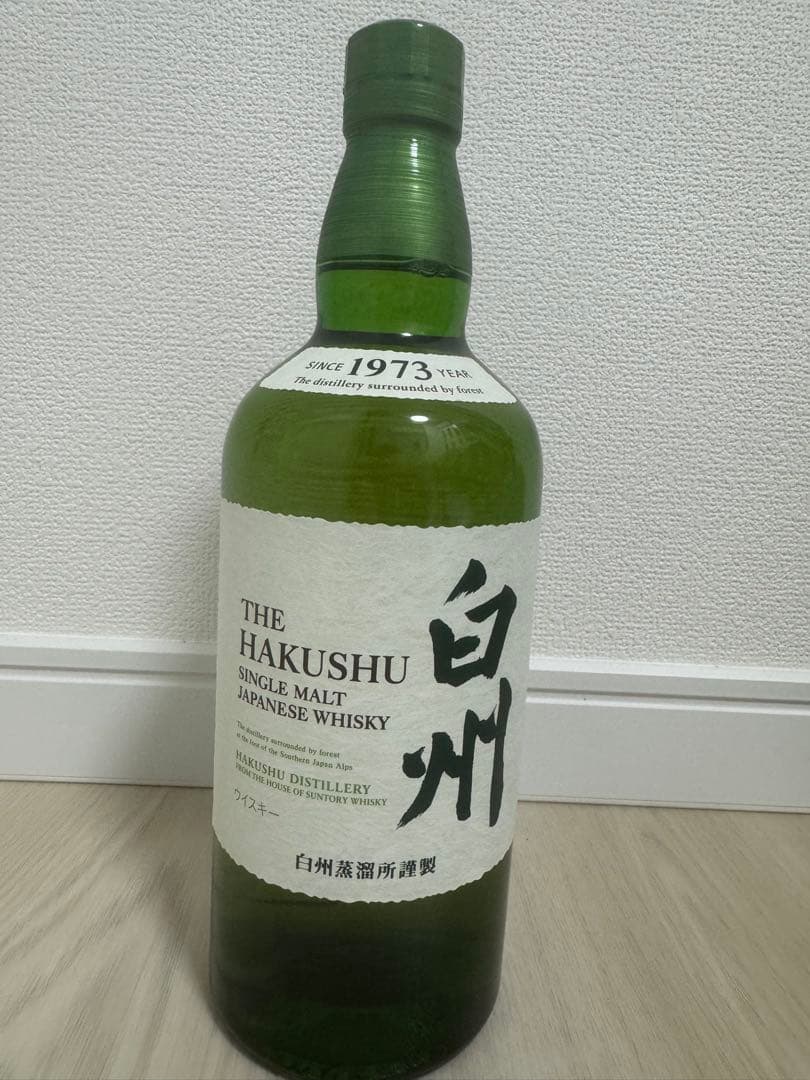 SINCE 1973 YEAR
The distillery surrounded by forest
THE
HAKUSHU
SINGLE MALT
JAPANESE WHISKY
The distillery surrounded by forest
at the foot of the Southern Japan Alps
HAKUSHU DISTILLERY
FROM THE HOUSE OF SUNTORY WHISKY
ウイスキー
白州
白州蒸溜所謹製